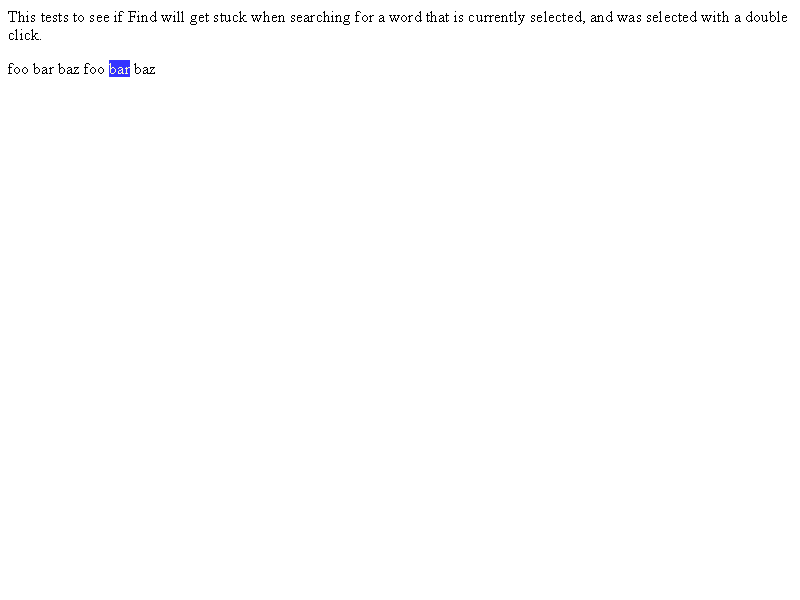 This tests to see if Find will get stuck when searching for a word that is currently selected, and was selected with a double
click.
foo bar baz foo bar baz